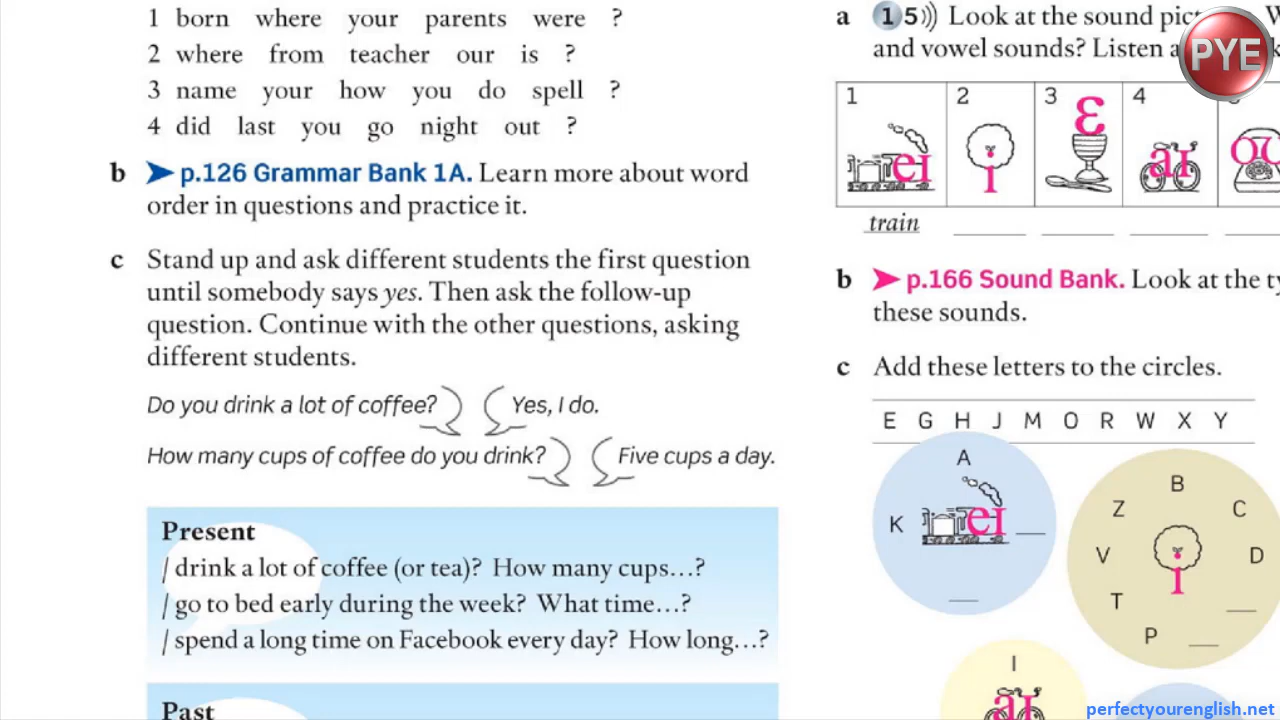 1 born where your parents were ?
2 where from teacher our is ?
3 name your how you do spell ?
4 did last you go night out ?
b p.126 Grammar Bank 1A. Learn more about word
order in questions and practice it.
c Stand up and ask different students the first question
until somebody says yes. Then ask the follow-up
question. Continue with the other questions, asking
different students.
Do you drink a lot of coffee? Yes, I do.
How many cups of coffee do you drink? Five cups a day.
Present
/ drink a lot of coffee (or tea)? How many cups...?
/ go to bed early during the week? What time...?
/ spend a long time on Facebook every day? How long...?
Past
a 1 5 Look at the sound
and vowel sounds? Listen
PYE
1 2 3 4
eɪ i ɛ aɪ
train
b p.166 Sound Bank. Look at the
these sounds.
c Add these letters to the circles.
E G H J M O R W X Y
A
K eɪ
B
Z C
V i D
T
P
I
aɪ
perfectyourenglish.net